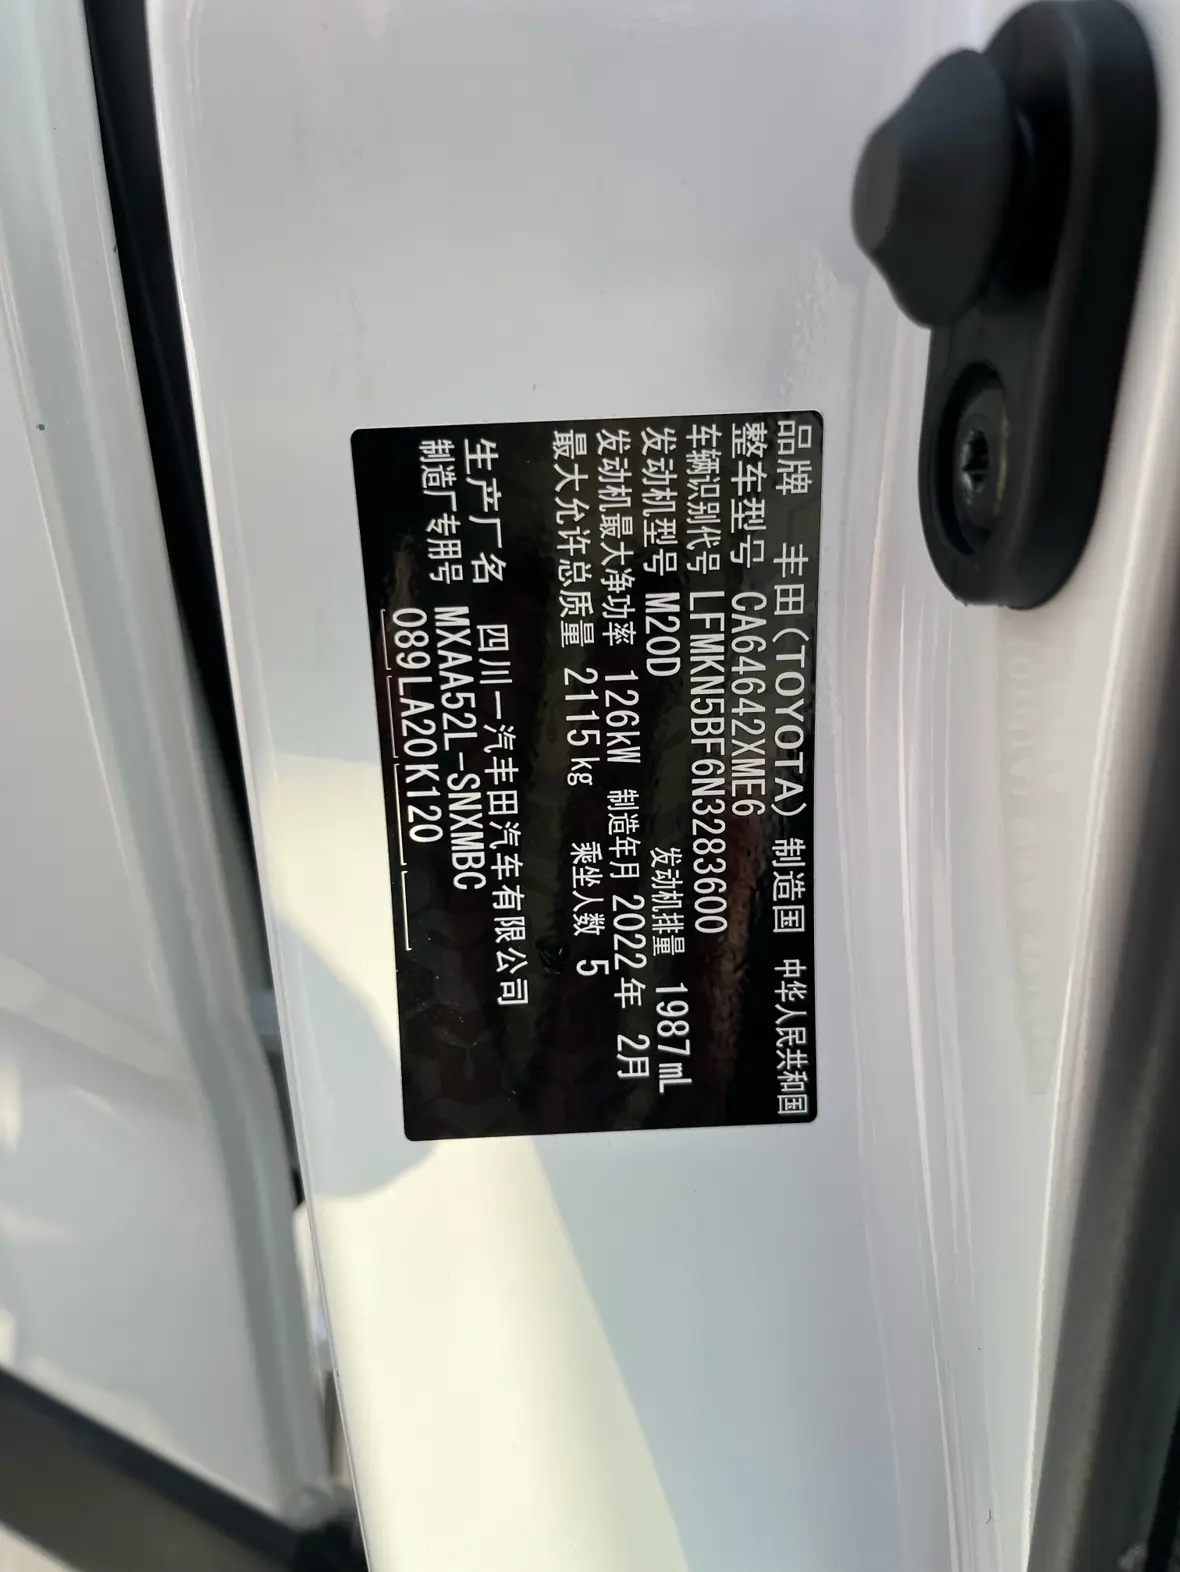 品牌 丰田(TOYOTA) 制造国 中华人民共和国
整车型号 CA64642XME6
车辆识别代号 LFMKN5BF6N3283600
发动机型号 M20D 发动机排量 1987mL
发动机最大净功率 126kW 制造年月 2022年 2月
最大允许总质量 2115kg 乘坐人数 5
生产厂名 四川一汽丰田汽车有限公司
制造厂专用号 MXAA52L-SNXMBC
089LA20K120